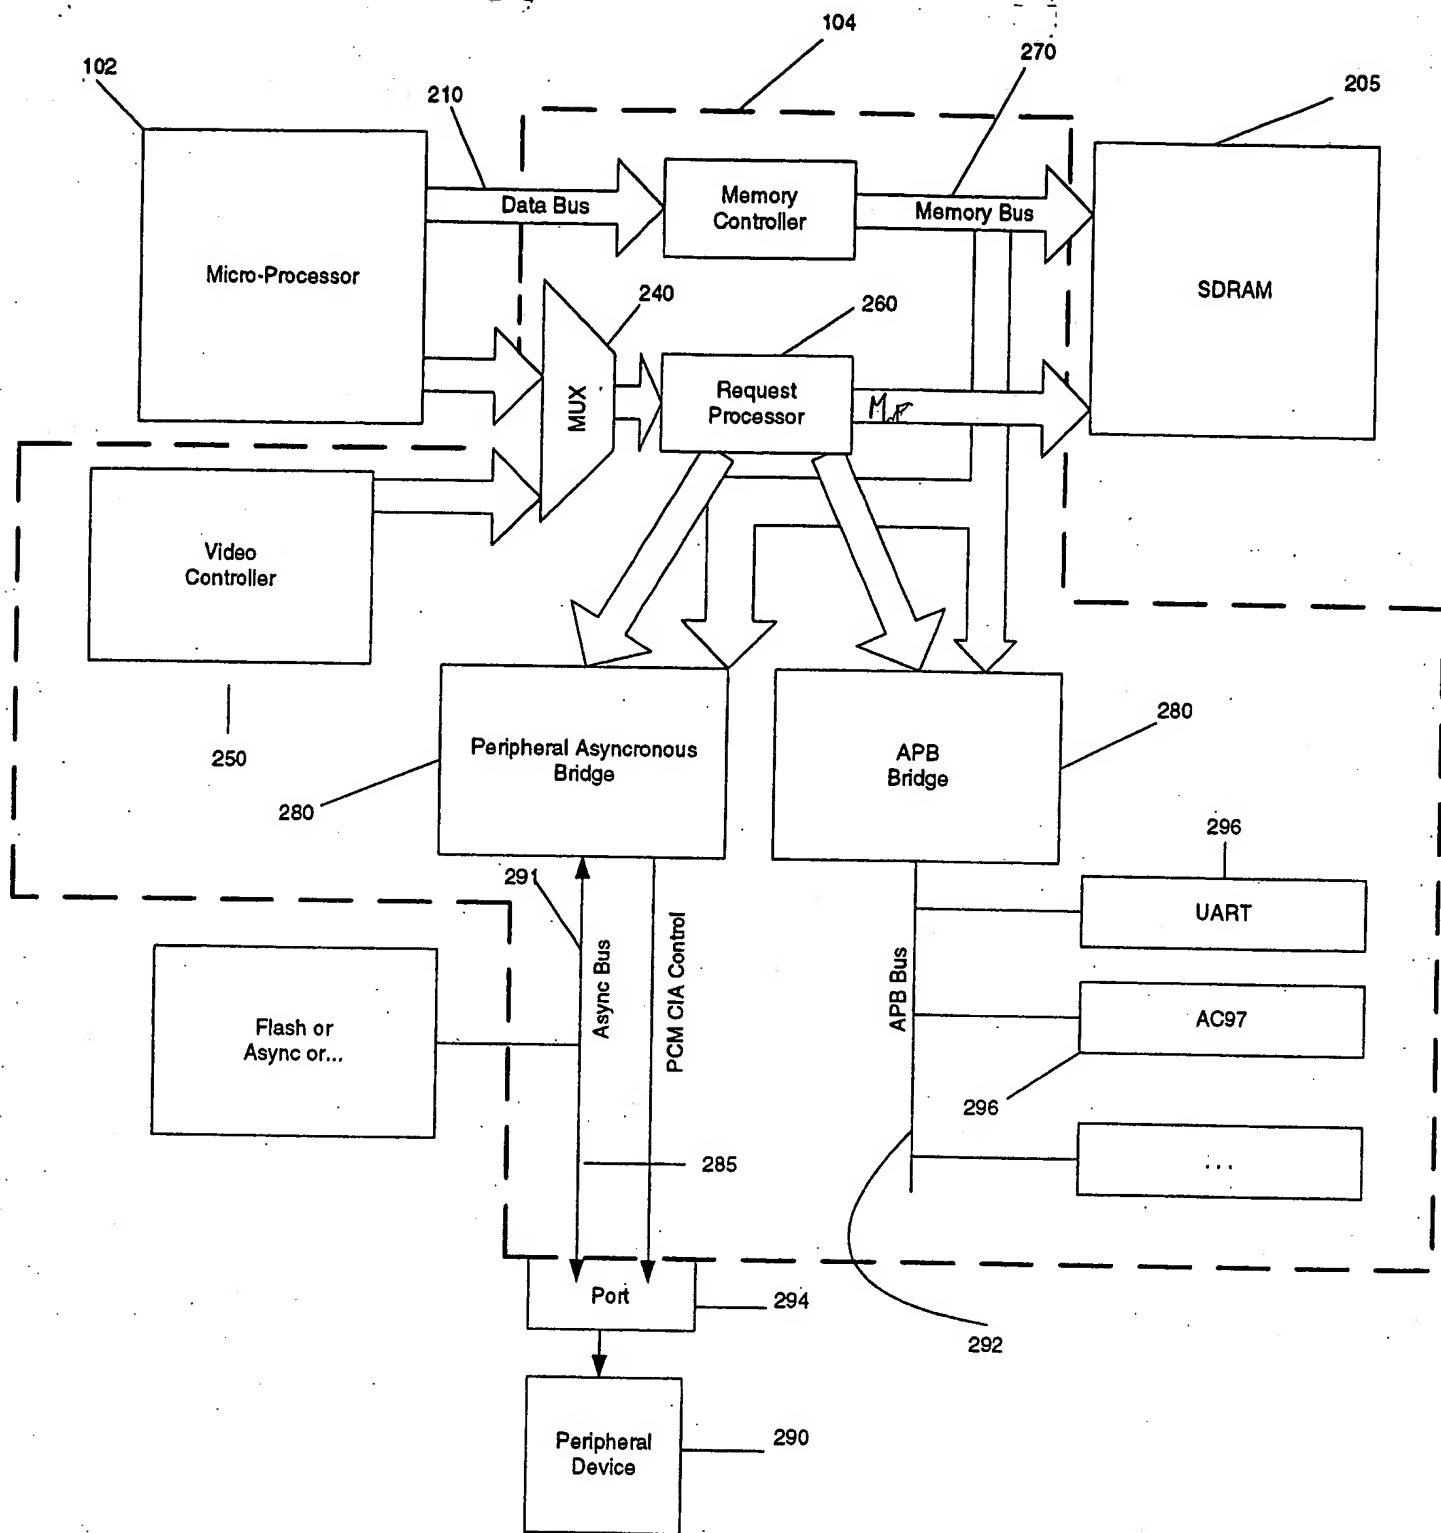 104
102
270
210
205
Memory
Controller
Data Bus
Memory Bus
Micro-Processor
SDRAM
240
260
Request
Processor
MUX
Video
Controller
250
Peripheral Asyncronous
Bridge
280
APB
Bridge
280
296
291
UART
Async Bus
PCM CIA Control
APB Bus
AC97
Flash or
Async or...
296
285
...
Port
294
292
Peripheral
Device
290